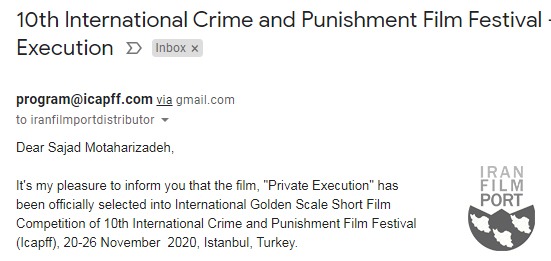 10th International Crime and Punishment Film Festival -
Execution Inbox x
program@icapff.com via gmail.com
to iranfilmportdistributor
Dear Sajad Motaharizadeh,
It's my pleasure to inform you that the film, "Private Execution" has
been officially selected into International Golden Scale Short Film
Competition of 10th International Crime and Punishment Film Festival
(Icapff), 20-26 November 2020, Istanbul, Turkey.
IRAN
FILM
PORT